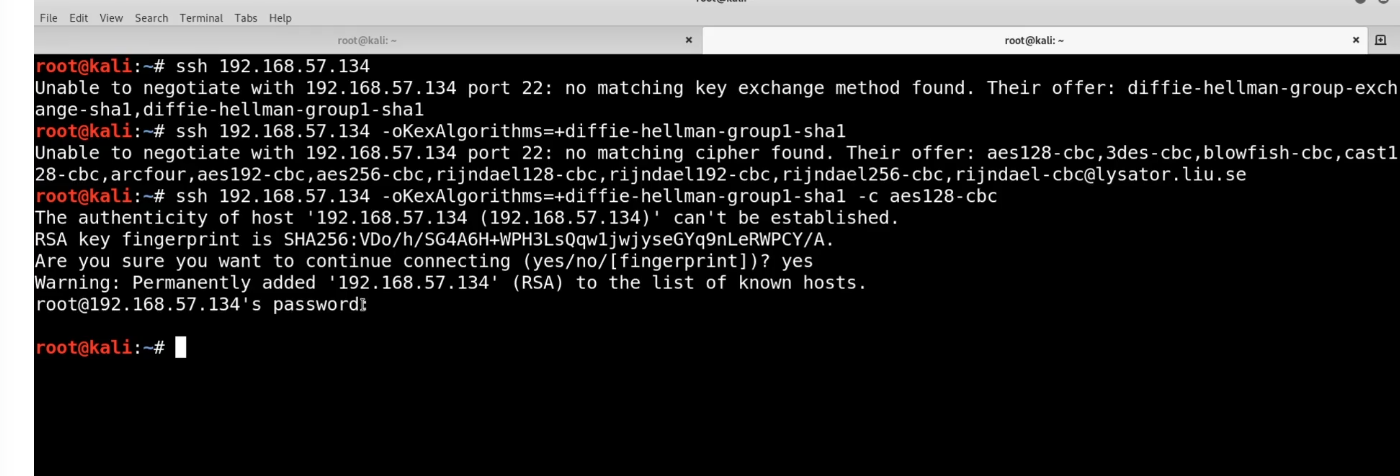 File Edit View Search Terminal Tabs Help
root@kali: ~
root@kali: ~
root@kali:~# ssh 192.168.57.134
Unable to negotiate with 192.168.57.134 port 22: no matching key exchange method found. Their offer: diffie-hellman-group-exch
ange-sha1,diffie-hellman-group1-sha1
root@kali:~# ssh 192.168.57.134 -oKexAlgorithms=+diffie-hellman-group1-sha1
Unable to negotiate with 192.168.57.134 port 22: no matching cipher found. Their offer: aes128-cbc,3des-cbc,blowfish-cbc,cast1
28-cbc,arcfour,aes192-cbc,aes256-cbc,rijndael128-cbc,rijndael192-cbc,rijndael256-cbc,rijndael-cbc@lysator.liu.se
root@kali:~# ssh 192.168.57.134 -oKexAlgorithms=+diffie-hellman-group1-sha1 -c aes128-cbc
The authenticity of host '192.168.57.134 (192.168.57.134)' can't be established.
RSA key fingerprint is SHA256:VDo/h/SG4A6H+WPH3LsQqw1jwjyseGYq9nLeRWPCY/A.
Are you sure you want to continue connecting (yes/no/[fingerprint])? yes
Warning: Permanently added '192.168.57.134' (RSA) to the list of known hosts.
root@192.168.57.134's password:
root@kali:~#